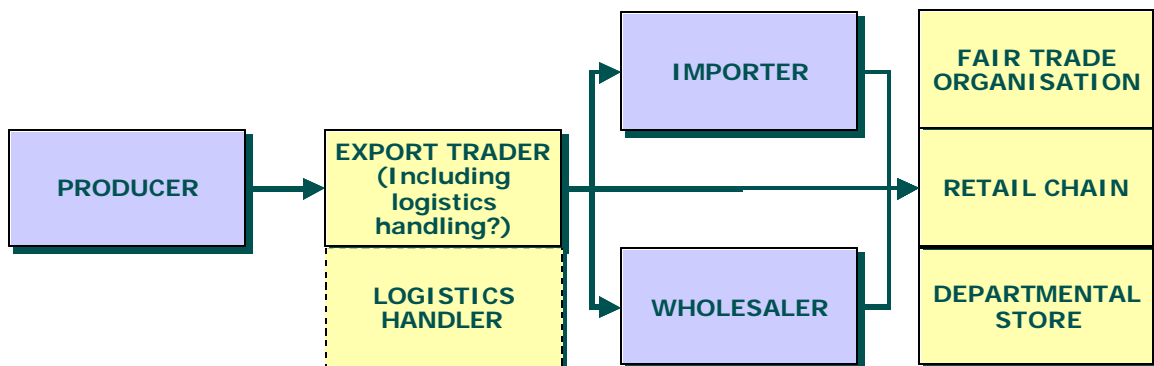 PRODUCER
EXPORT TRADER
(Including
logistics
handling?)
LOGISTICS
HANDLER
IMPORTER
WHOLESALER
FAIR TRADE
ORGANISATION
RETAIL CHAIN
DEPARTMENTAL
STORE